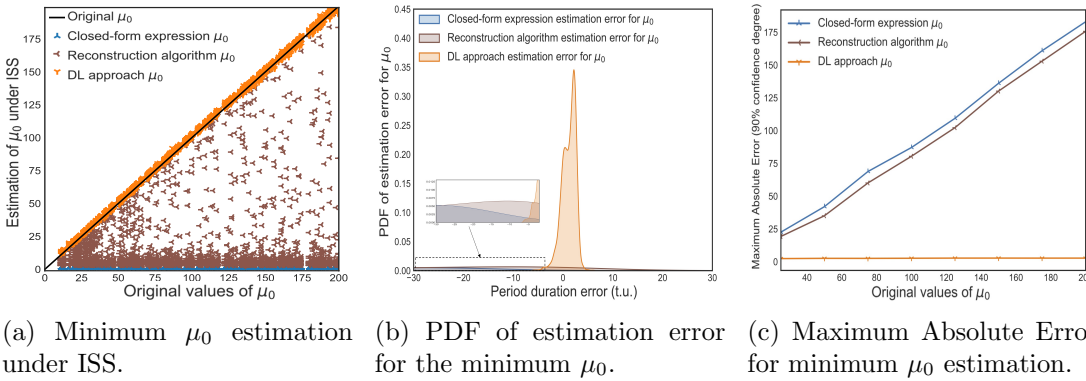 Original μ0
Closed-form expression μ0
Reconstruction algorithm μ0
DL approach μ0
Estimation of μ0 under ISS
175
150
125
100
75
50
25
0
0 25 50 75 100 125 150 175 200
Original values of μ0
(a) Minimum μ0 estimation
under ISS.
Closed-form expression estimation error for μ0
Reconstruction algorithm estimation error for μ0
DL approach estimation error for μ0
PDF of estimation error for μ0
0.45
0.40
0.35
0.30
0.25
0.20
0.15
0.10
0.05
0.00
−30 −20 −10 0 10 20 30
Period duration error (t.u.)
(b) PDF of estimation error
for the minimum μ0.
Closed-form expression μ0
Reconstruction algorithm μ0
DL approach μ0
Maximum Absolute Error (90% confidence degree)
175
150
125
100
75
50
25
0
40 60 80 100 120 140 160 180 200
Original values of μ0
(c) Maximum Absolute Erro
for minimum μ0 estimation.